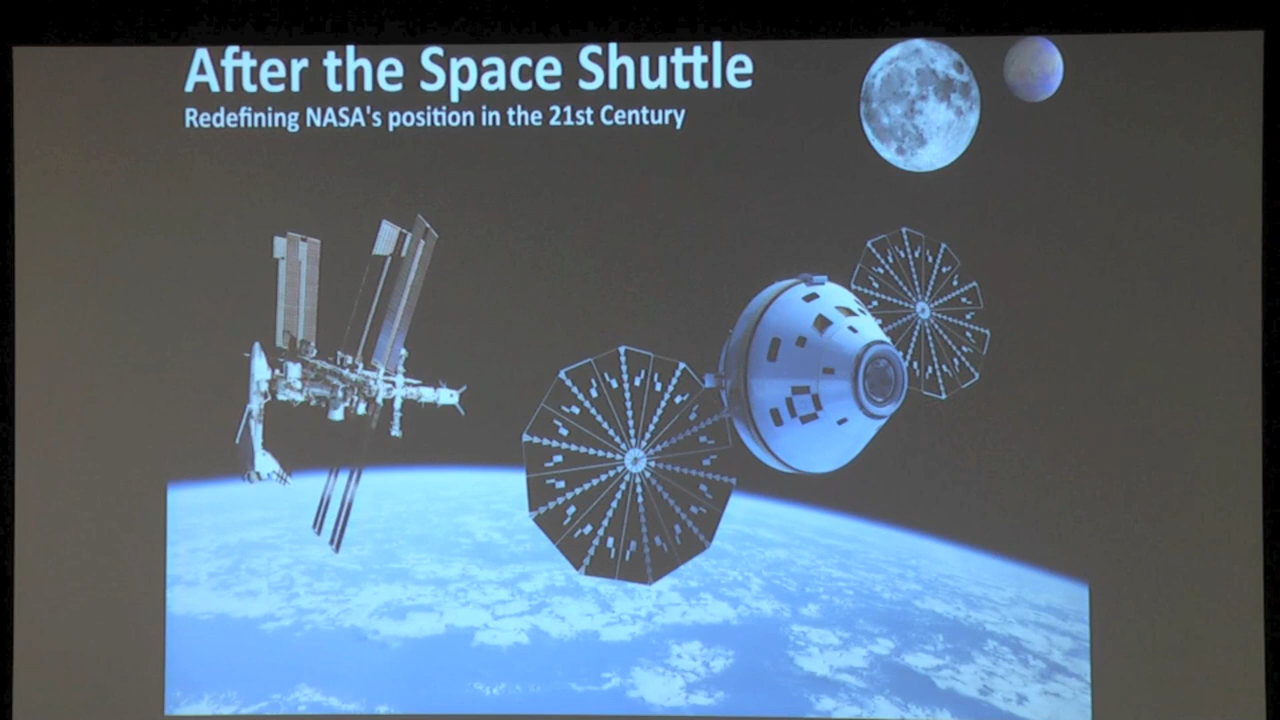 After the Space Shuttle
Redefining NASA's position in the 21st Century